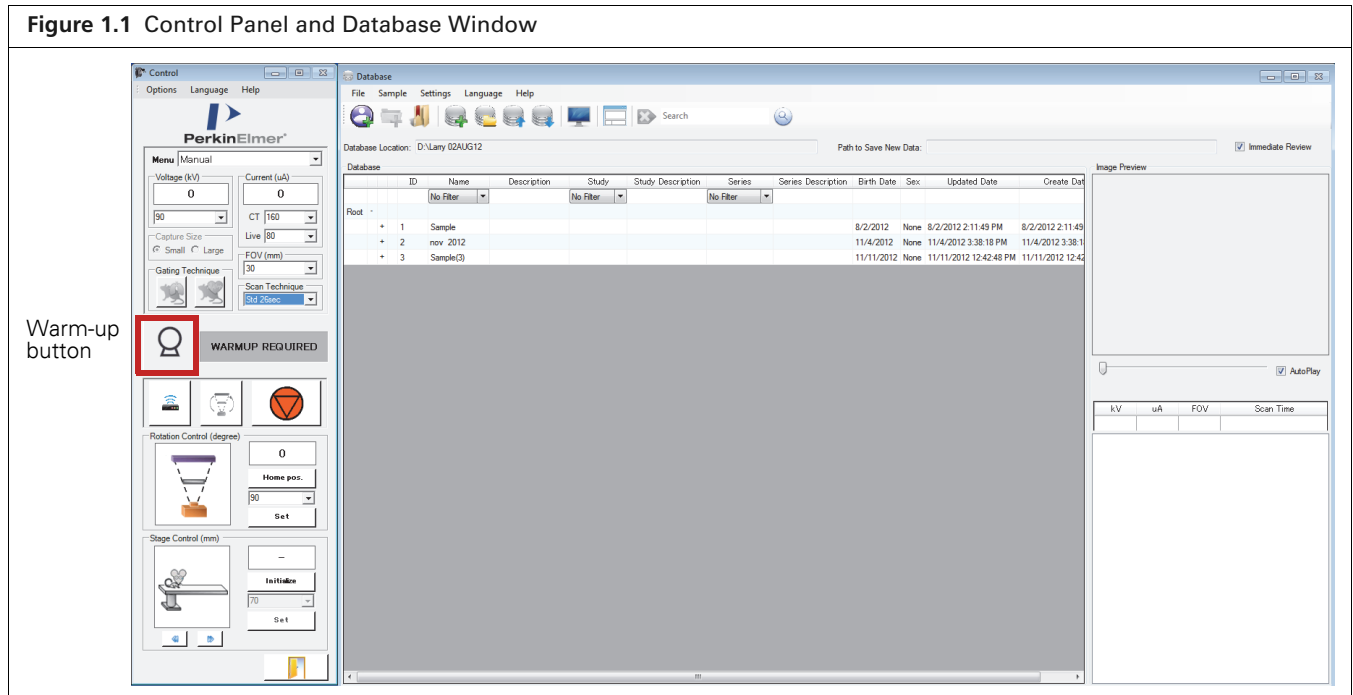 Figure 1.1 Control Panel and Database Window
Warm-up
button
Control
Options Language Help
PerkinElmer
Menu Manual
Voltage (kV) Current (uA)
0 0
90 CT 160
Capture Size Live 80
Small Large FOV (mm)
30
Gating Technique Scan Technique
Std 26sec
WARMUP REQUIRED
Rotation Control (degree)
0
Home pos.
90
Set
Stage Control (mm)
–
Initialize
70
Set
Database
File Sample Settings Language Help
Search
Database Location: D:\Larry 02AUG12 Path to Save New Data: Immediate Review
Database Image Preview
ID Name Description Study Study Description Series Series Description Birth Date Sex Updated Date Create Dat
No Filter No Filter No Filter
Root -
+ 1 Sample 8/2/2012 None 8/2/2012 2:11:49 PM 8/2/2012 2:11:49
+ 2 nov 2012 11/4/2012 None 11/4/2012 3:38:18 PM 11/4/2012 3:38:1
+ 3 Sample(3) 11/11/2012 None 11/11/2012 12:42:48 PM 11/11/2012 12:42
AutoPlay
kV uA FOV Scan Time